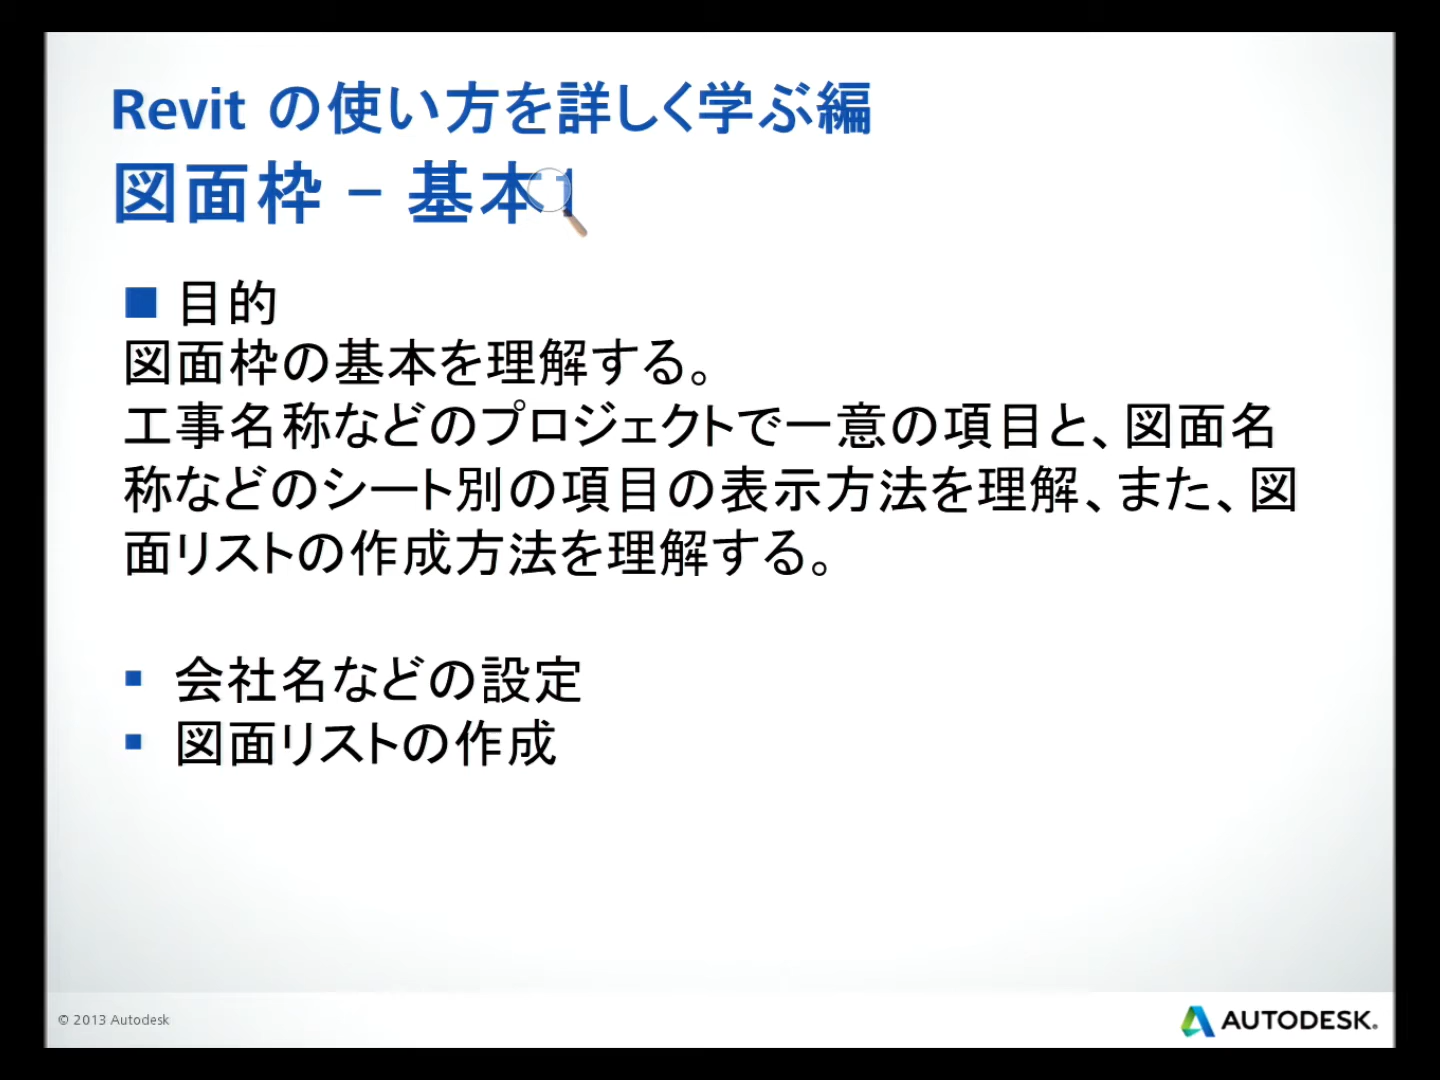 Revit の使い方を詳しく学ぶ編
図面枠 – 基本1
■ 目的
図面枠の基本を理解する。
工事名称などのプロジェクトで一意の項目と、図面名
称などのシート別の項目の表示方法を理解、また、図
面リストの作成方法を理解する。
▪ 会社名などの設定
▪ 図面リストの作成
© 2013 Autodesk
AUTODESK.